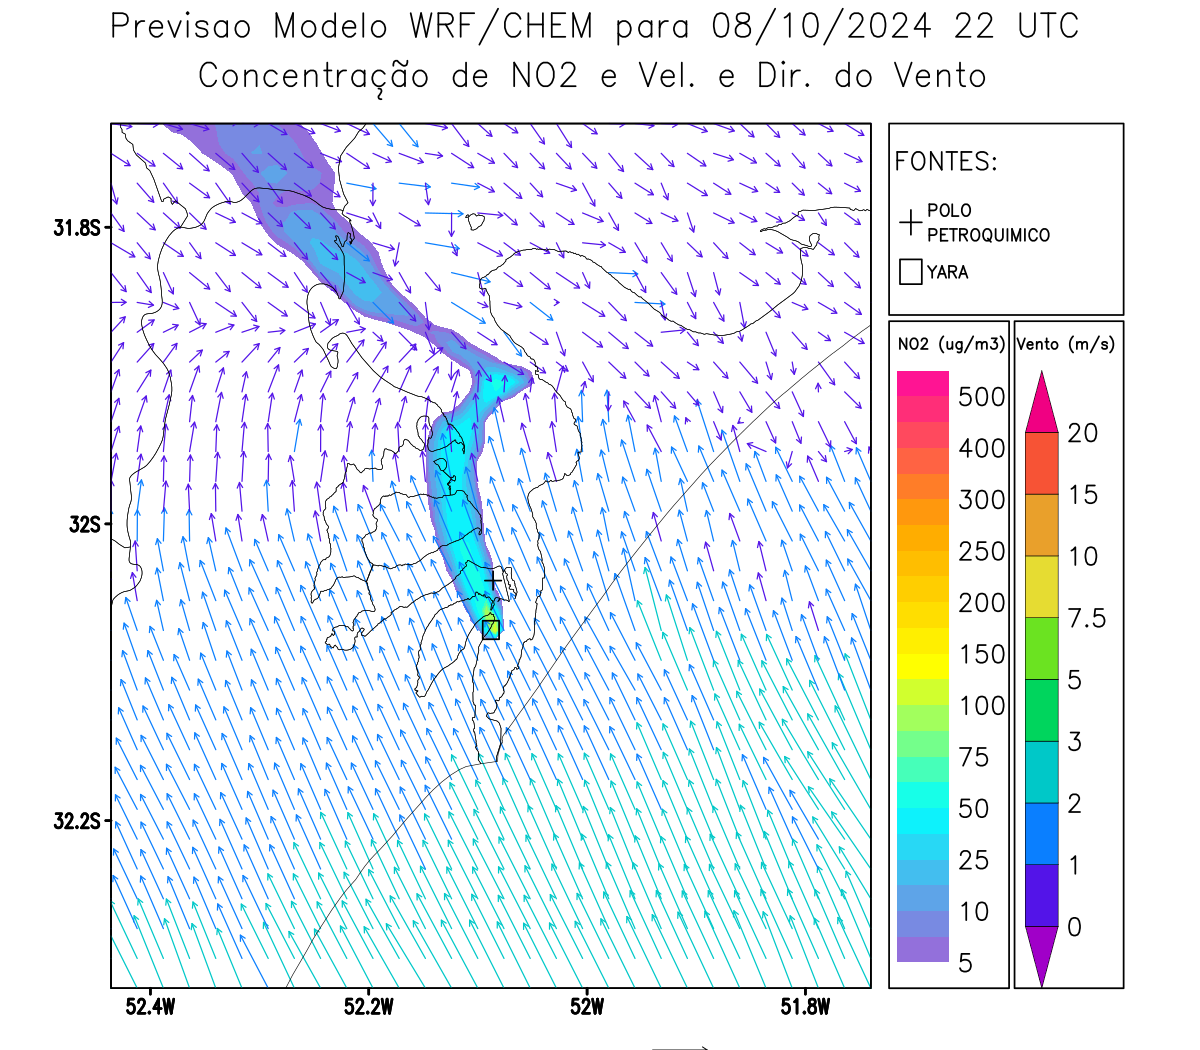 Previsao Modelo WRF/CHEM para 08/10/2024 22 UTC
Concentração de NO2 e Vel. e Dir. do Vento
FONTES:
POLO
PETROQUIMICO
YARA
31.8S
32S
32.2S
52.4W
52.2W
52W
51.8W
NO2 (ug/m3)
500
400
300
250
200
150
100
75
50
25
10
5
Vento (m/s)
20
15
10
7.5
5
3
2
1
0